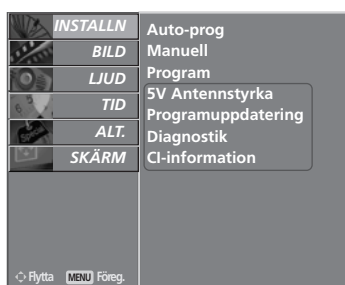 INSTALLN
BILD
LJUD
TID
ALT.
SKÄRM
Auto-prog
Manuell
Program
5V Antennstyrka
Programuppdatering
Diagnostik
CI-information
Flytta MENU Föreg.